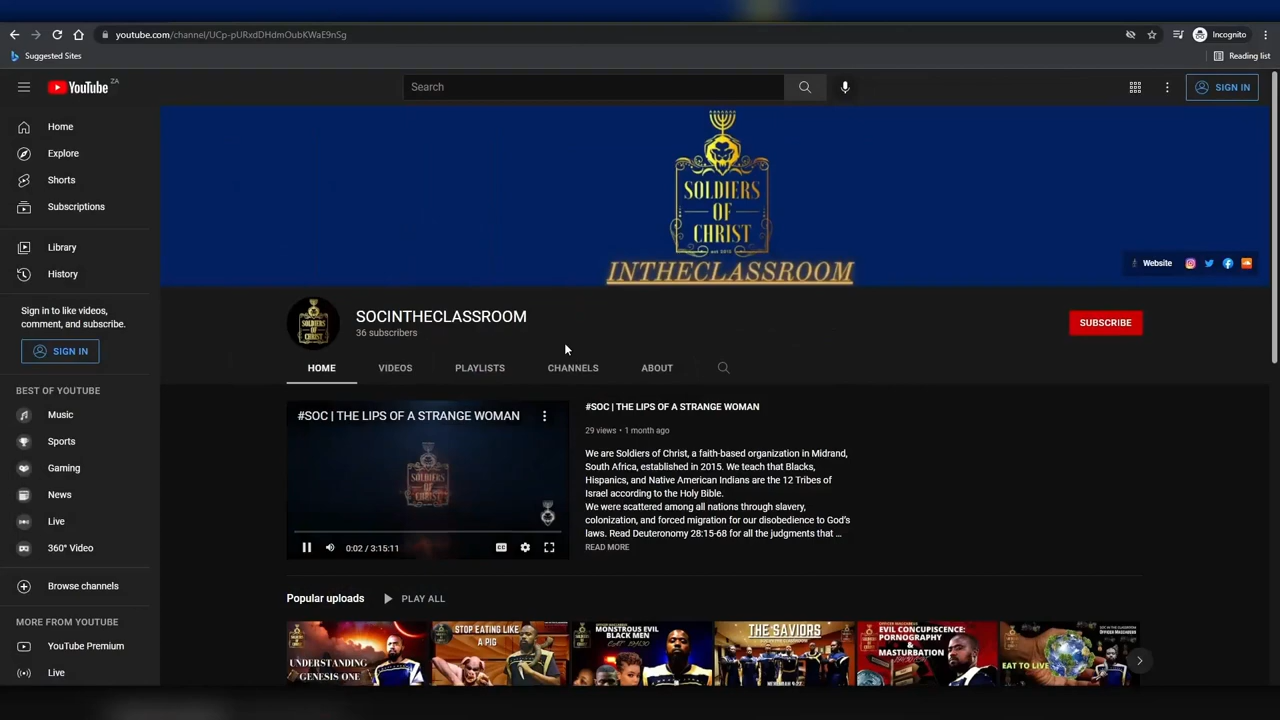 youtube.com/channel/UCp-pURxdDHdmOubKWaE9nSg
Incognito
Suggested Sites
Reading list
YouTube ZA
Search
SIGN IN
Home
Explore
Shorts
Subscriptions
Library
History
Sign in to like videos,
comment, and subscribe.
SIGN IN
BEST OF YOUTUBE
Music
Sports
Gaming
News
Live
360° Video
Browse channels
MORE FROM YOUTUBE
YouTube Premium
Live
SOLDIERS
OF
CHRIST
INTHECLASSROOM
Website
SOLDIERS
OF
CHRIST
SOCINTHECLASSROOM
36 subscribers
SUBSCRIBE
HOME
VIDEOS
PLAYLISTS
CHANNELS
ABOUT
#SOC | THE LIPS OF A STRANGE WOMAN
SOLDIERS
OF
CHRIST
0:02 / 3:15:11
#SOC | THE LIPS OF A STRANGE WOMAN
29 views • 1 month ago
We are Soldiers of Christ, a faith-based organization in Midrand,
South Africa, established in 2015. We teach that Blacks,
Hispanics, and Native American Indians are the 12 Tribes of
Israel according to the Holy Bible.
We were scattered among all nations through slavery,
colonization, and forced migration for our disobedience to God's
laws. Read Deuteronomy 28:15-68 for all the judgments that ...
READ MORE
Popular uploads
PLAY ALL
UNDERSTANDING
GENESIS ONE
STOP EATING LIKE
A PIG
MONSTROUS EVIL
BLACK MEN
THE SAVIORS
EVIL CONCUPISCENCE:
PORNOGRAPHY
&
MASTURBATION
EAT TO LIVE